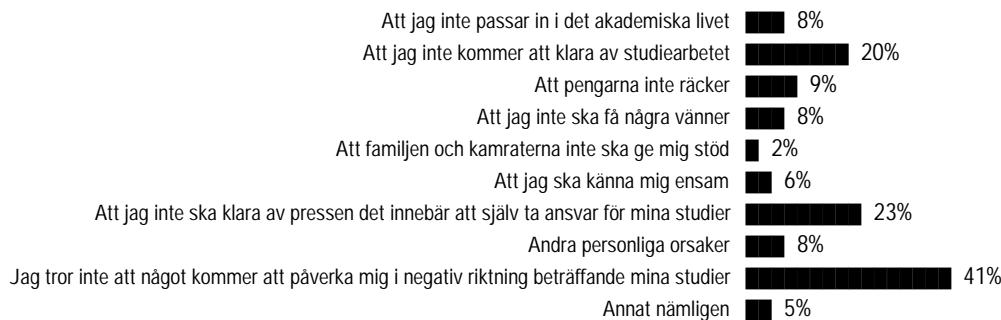 Att jag inte passar in i det akademiska livet 8%
Att jag inte kommer att klara av studiearbetet 20%
Att pengarna inte räcker 9%
Att jag inte ska få några vänner 8%
Att familjen och kamraterna inte ska ge mig stöd 2%
Att jag ska känna mig ensam 6%
Att jag inte ska klara av pressen det innebär att själv ta ansvar för mina studier 23%
Andra personliga orsaker 8%
Jag tror inte att något kommer att påverka mig i negativ riktning beträffande mina studier 41%
Annat nämligen 5%